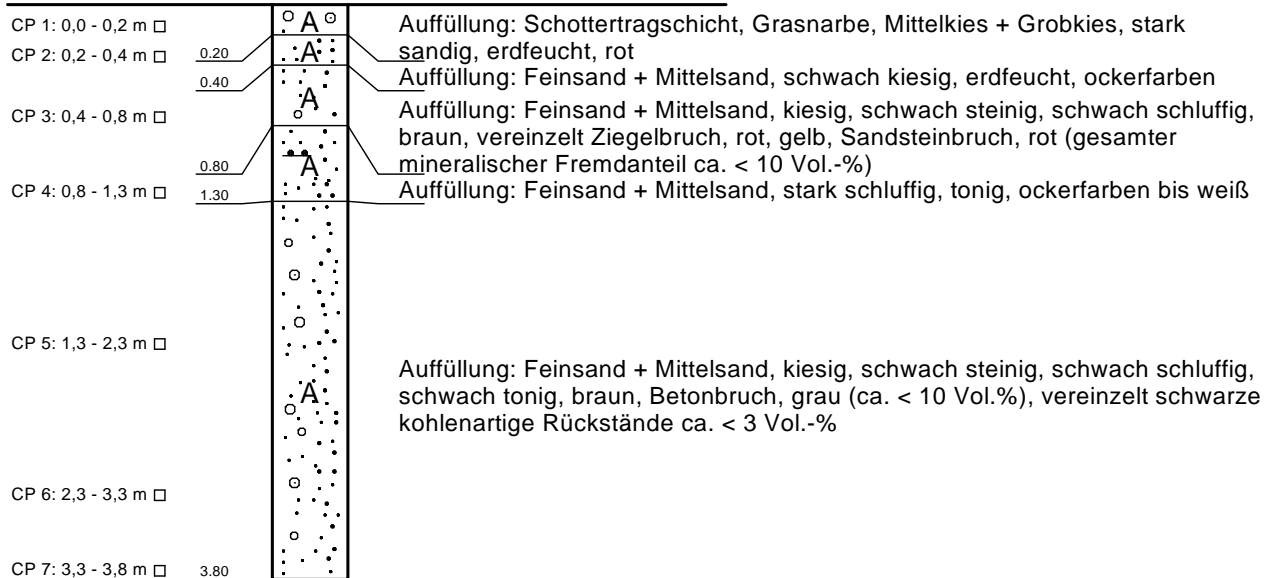 CP 1: 0,0 - 0,2 m
A
Auffüllung: Schottertragschicht, Grasnarbe, Mittelkies + Grobkies, stark
sandig, erdfeucht, rot
CP 2: 0,2 - 0,4 m
0.20
A
0.40
Auffüllung: Feinsand + Mittelsand, schwach kiesig, erdfeucht, ockerfarben
CP 3: 0,4 - 0,8 m
A
Auffüllung: Feinsand + Mittelsand, kiesig, schwach steinig, schwach schluffig,
braun, vereinzelt Ziegelbruch, rot, gelb, Sandsteinbruch, rot (gesamter
mineralischer Fremdanteil ca. < 10 Vol.-%)
0.80
A
CP 4: 0,8 - 1,3 m
1.30
Auffüllung: Feinsand + Mittelsand, stark schluffig, tonig, ockerfarben bis weiß
CP 5: 1,3 - 2,3 m
A
Auffüllung: Feinsand + Mittelsand, kiesig, schwach steinig, schwach schluffig,
schwach tonig, braun, Betonbruch, grau (ca. < 10 Vol.%), vereinzelt schwarze
kohlenartige Rückstände ca. < 3 Vol.-%
CP 6: 2,3 - 3,3 m
CP 7: 3,3 - 3,8 m
3.80